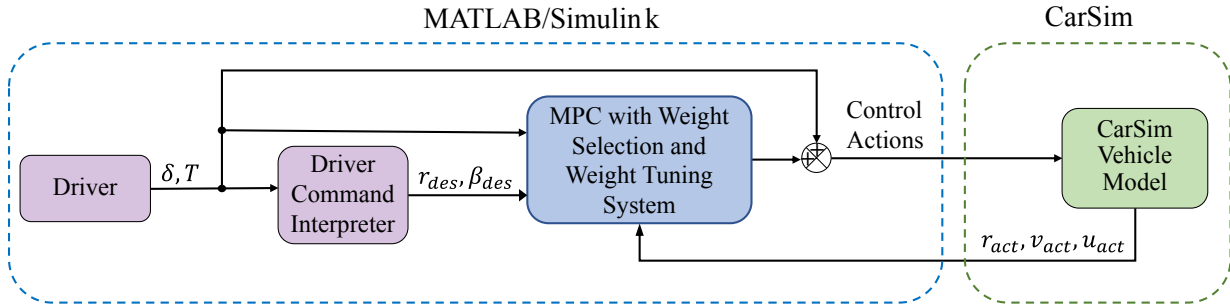 MATLAB/Simulink
CarSim
Driver
δ, T
Driver
Command
Interpreter
r_des, β_des
MPC with Weight
Selection and
Weight Tuning
System
Control
Actions
CarSim
Vehicle
Model
r_act, v_act, u_act